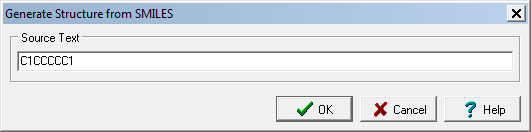 Generate Structure from SMILES
Source Text
C1CCCCC1
OK Cancel Help